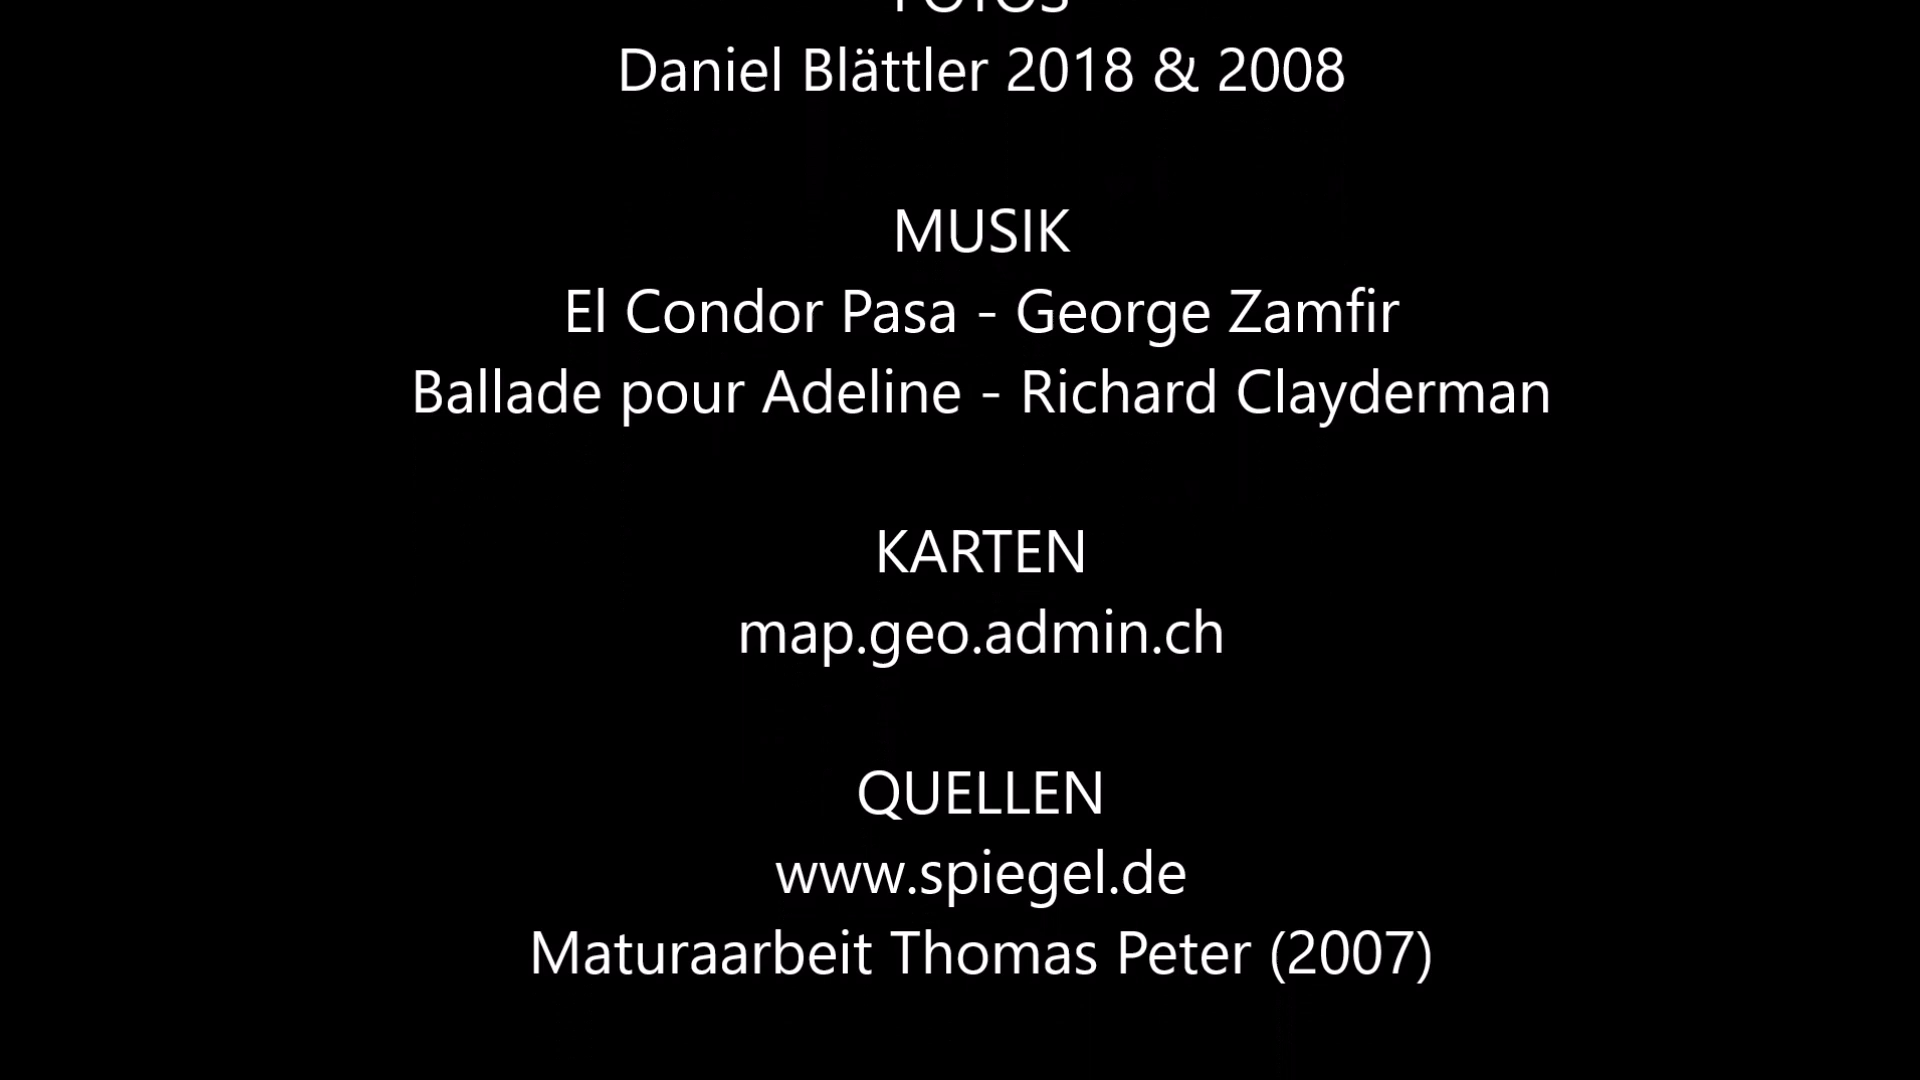 FOTOS
Daniel Blättler 2018 & 2008
MUSIK
El Condor Pasa - George Zamfir
Ballade pour Adeline - Richard Clayderman
KARTEN
map.geo.admin.ch
QUELLEN
www.spiegel.de
Maturaarbeit Thomas Peter (2007)